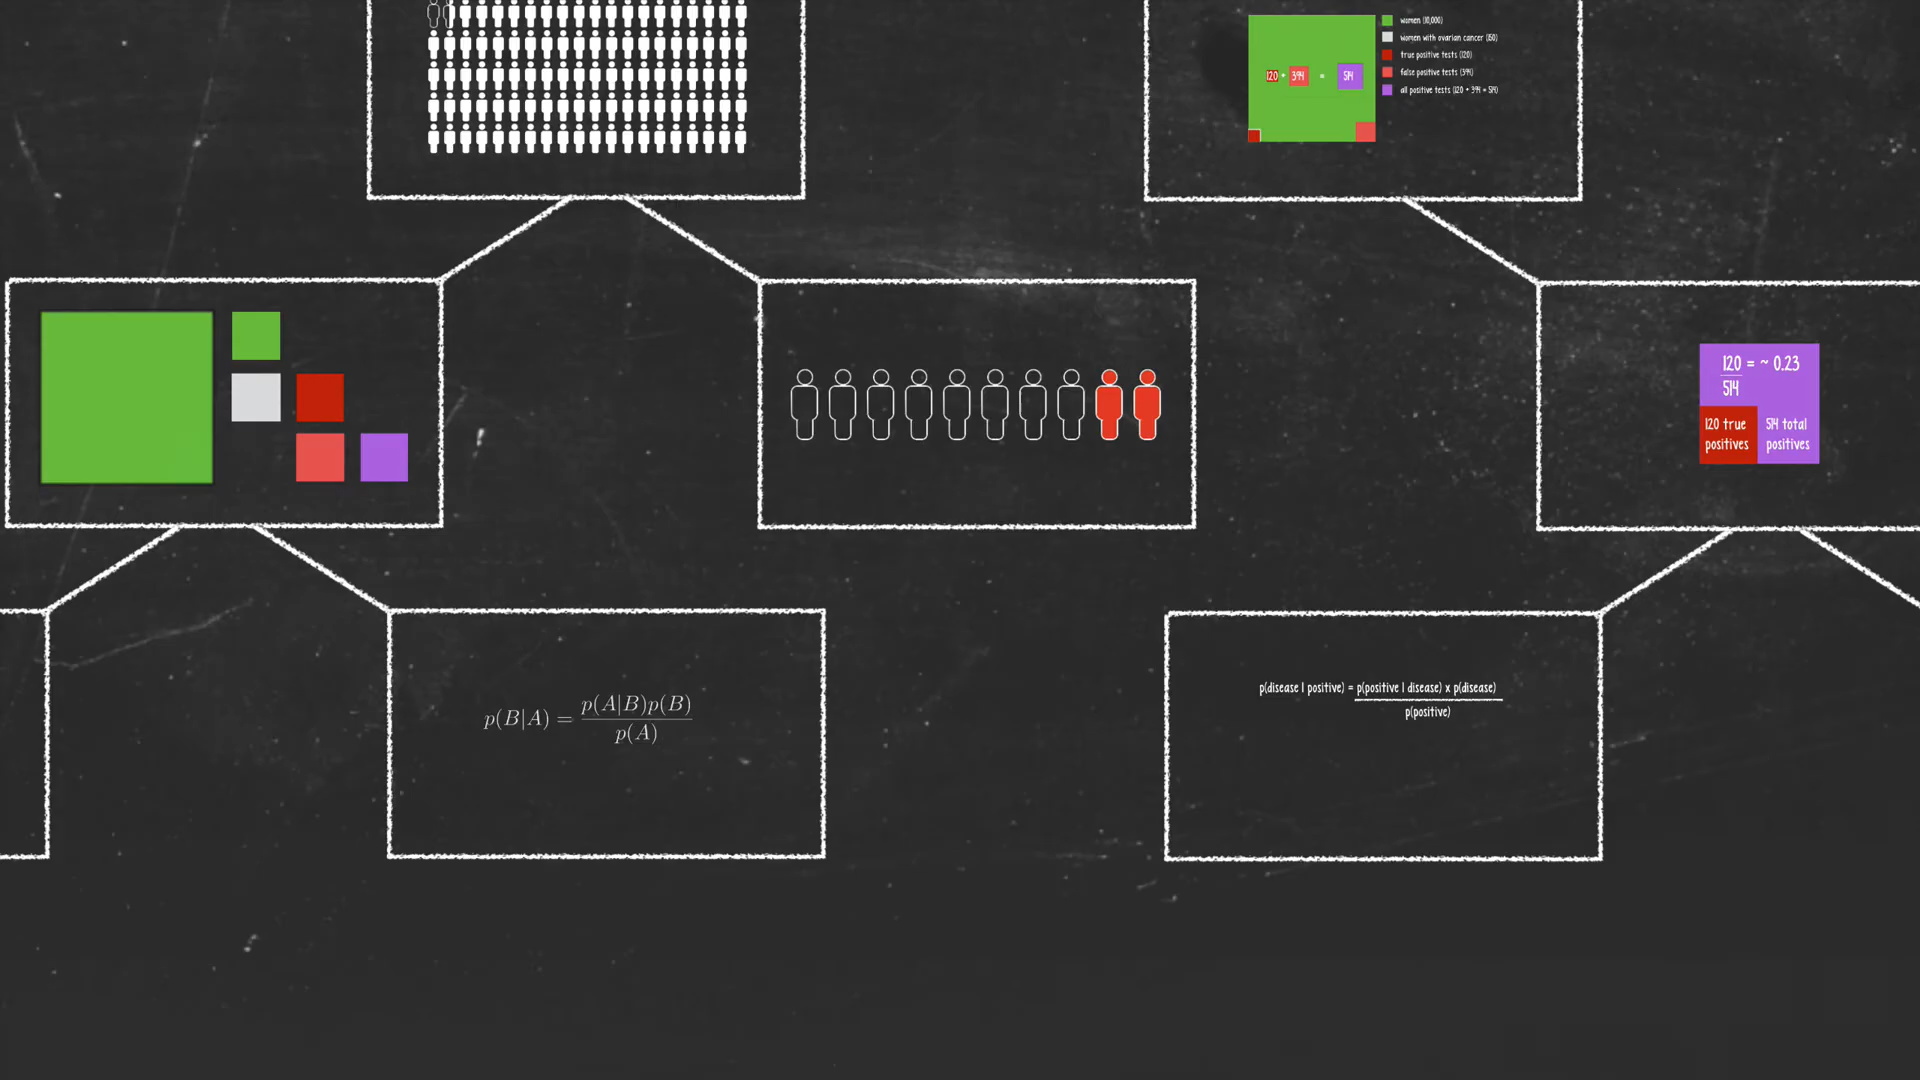 women (10,000)
women with ovarian cancer (150)
true positive tests (120)
false positive tests (394)
all positive tests (120 + 394 = 514)
120 + 394 = 514
120 = ~ 0.23
514
120 true positives
514 total positives
p(B|A) = p(A|B)p(B)
p(A)
p(disease | positive) = p(positive | disease) x p(disease)
p(positive)